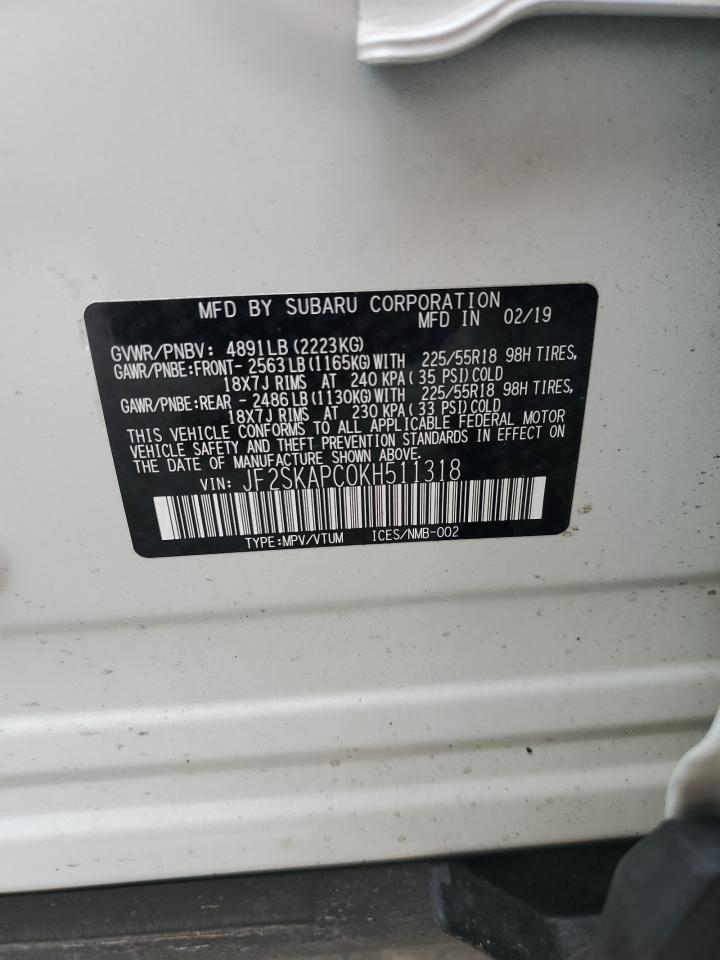 MFD BY SUBARU CORPORATION
MFD IN 02/19
GVWR/PNBV: 4891LB(2223KG)
GAWR/PNBE:FRONT- 2563LB(1165KG)WITH 225/55R18 98H TIRES,
18X7J RIMS AT 240 KPA(35 PSI)COLD
GAWR/PNBE:REAR - 2486LB(1130KG)WITH 225/55R18 98H TIRES,
18X7J RIMS AT 230 KPA(33 PSI)COLD
THIS VEHICLE CONFORMS TO ALL APPLICABLE FEDERAL MOTOR
VEHICLE SAFETY AND THEFT PREVENTION STANDARDS IN EFFECT ON
THE DATE OF MANUFACTURE SHOWN ABOVE.
VIN: JF2SKAPC0KH511318
TYPE:MPV/VTUM ICES/NMB-002